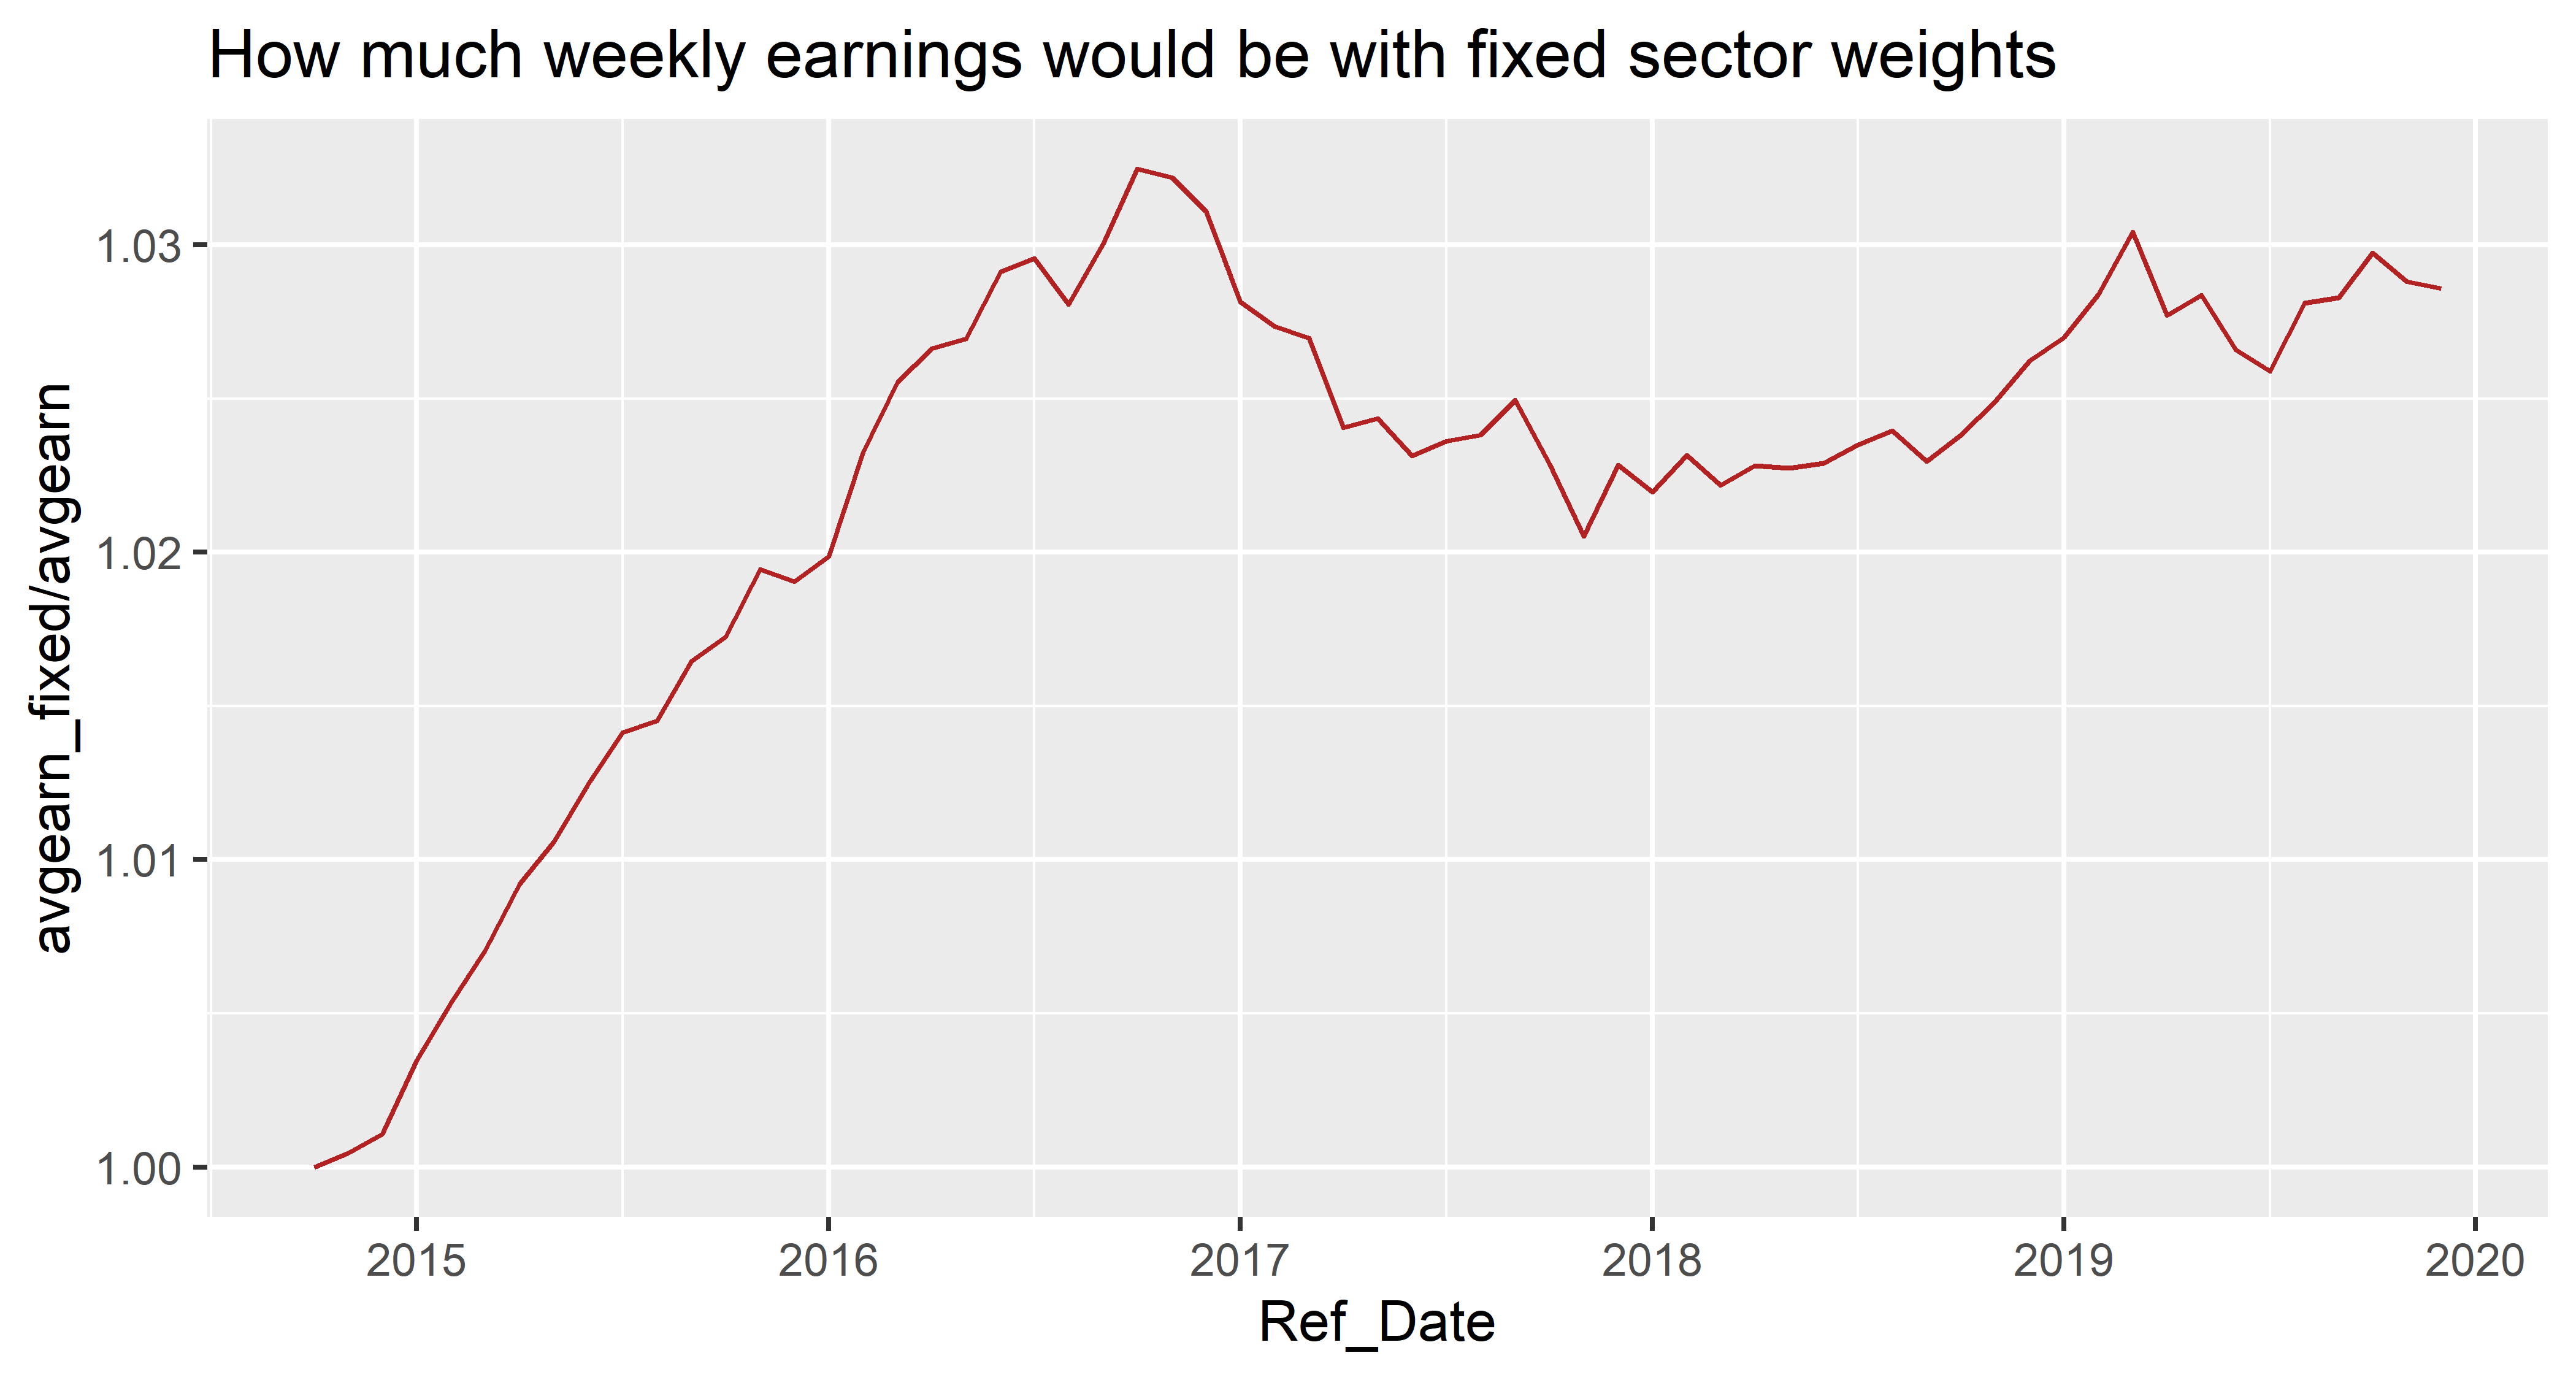 How much weekly earnings would be with fixed sector weights
avgearn_fixed/avgearn
1.03
1.02
1.01
1.00
2015 2016 2017 2018 2019 2020
Ref_Date